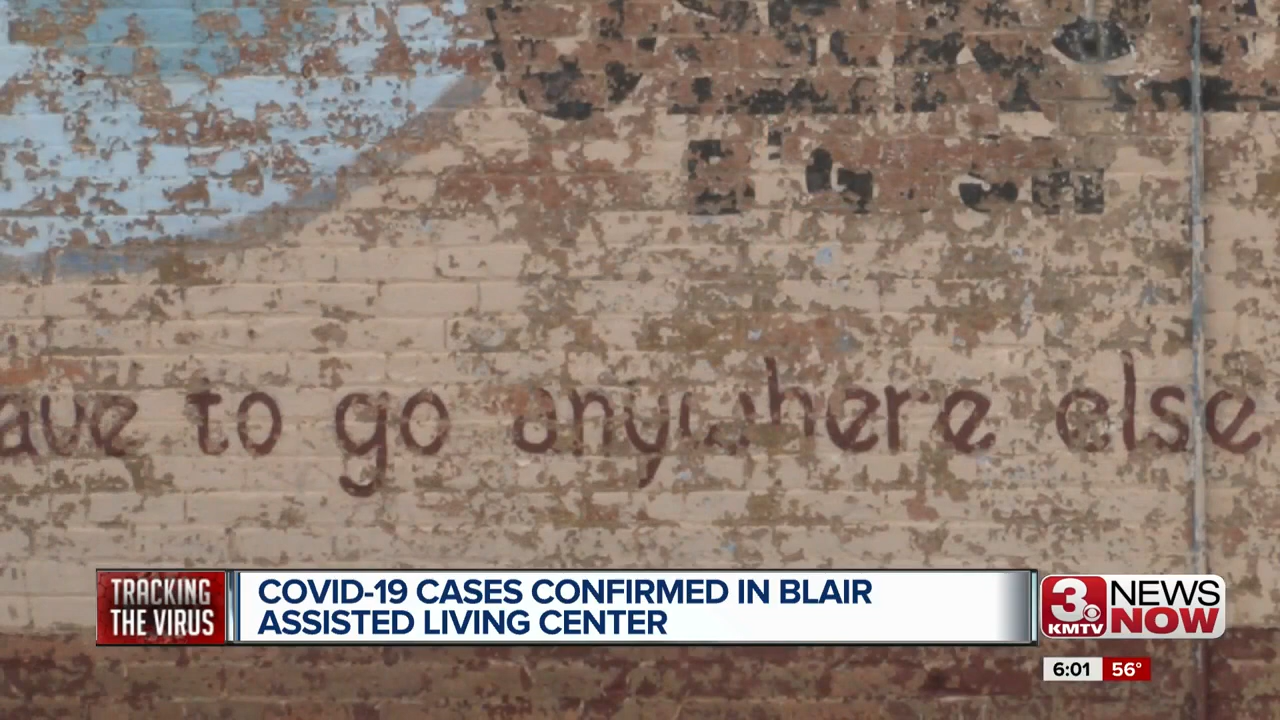 ave to go anywhere else
TRACKING
THE VIRUS
COVID-19 CASES CONFIRMED IN BLAIR
ASSISTED LIVING CENTER
3
KMTV
NEWS
NOW
6:01 56°